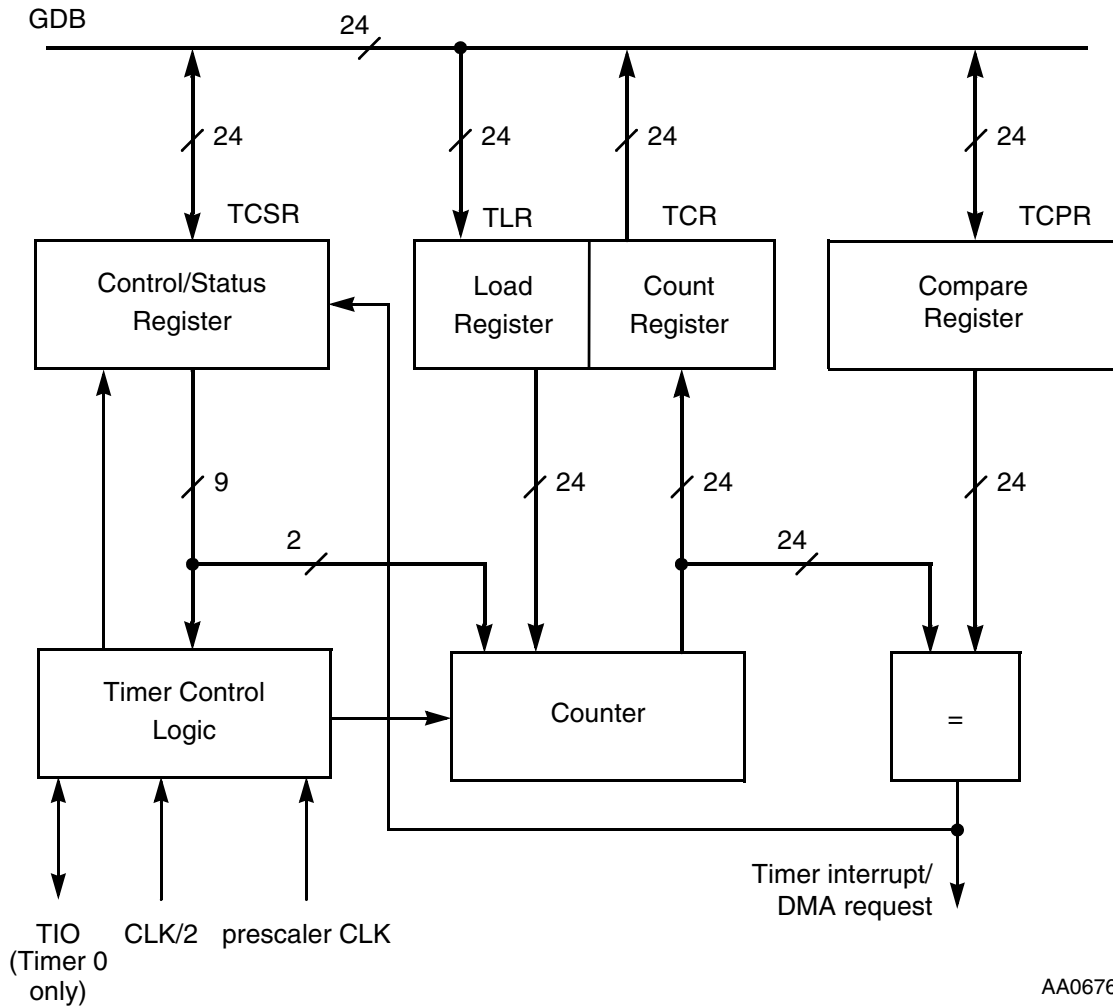 GDB
24
24
24
24
24
TCSR
TLR
TCR
TCPR
Control/Status
Register
Load
Register
Count
Register
Compare
Register
9
24
24
24
2
24
Timer Control
Logic
Counter
=
Timer interrupt/
DMA request
TIO
(Timer 0
only)
CLK/2
prescaler CLK
AA0676